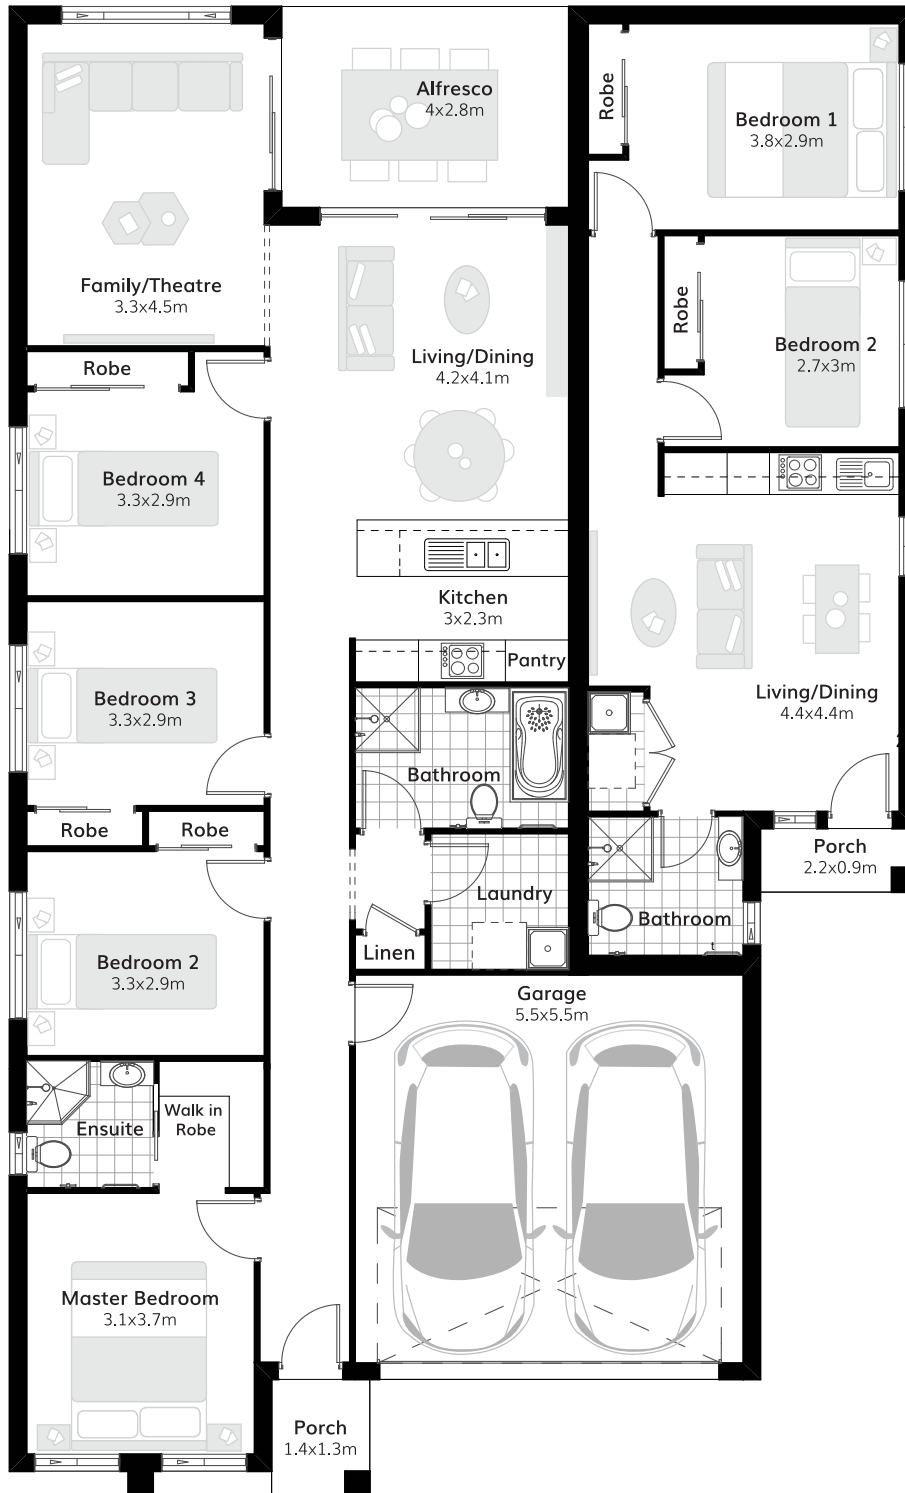 Alfresco
4x2.8m
Robe
Bedroom 1
3.8x2.9m
Family/Theatre
3.3x4.5m
Robe
Bedroom 2
2.7x3m
Living/Dining
4.2x4.1m
Robe
Bedroom 4
3.3x2.9m
Kitchen
3x2.3m
Pantry
Bedroom 3
3.3x2.9m
Living/Dining
4.4x4.4m
Bathroom
Robe
Robe
Porch
2.2x0.9m
Laundry
Bathroom
Linen
Bedroom 2
3.3x2.9m
Garage
5.5x5.5m
Walk in
Robe
Ensuite
Master Bedroom
3.1x3.7m
Porch
1.4x1.3m